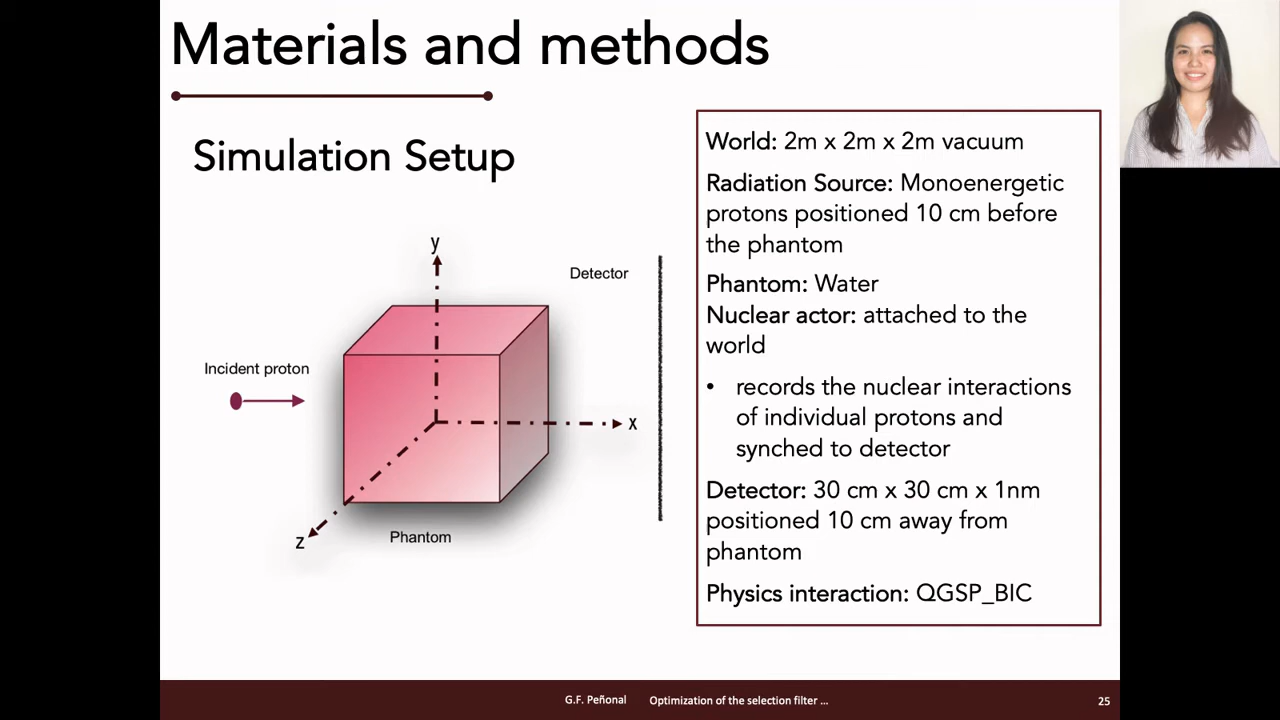 Materials and methods
Simulation Setup
y
Detector
Incident proton
x
z
Phantom
World: 2m x 2m x 2m vacuum
Radiation Source: Monoenergetic
protons positioned 10 cm before
the phantom
Phantom: Water
Nuclear actor: attached to the
world
• records the nuclear interactions
of individual protons and
synched to detector
Detector: 30 cm x 30 cm x 1nm
positioned 10 cm away from
phantom
Physics interaction: QGSP_BIC
G.F. Peñonal Optimization of the selection filter ... 25